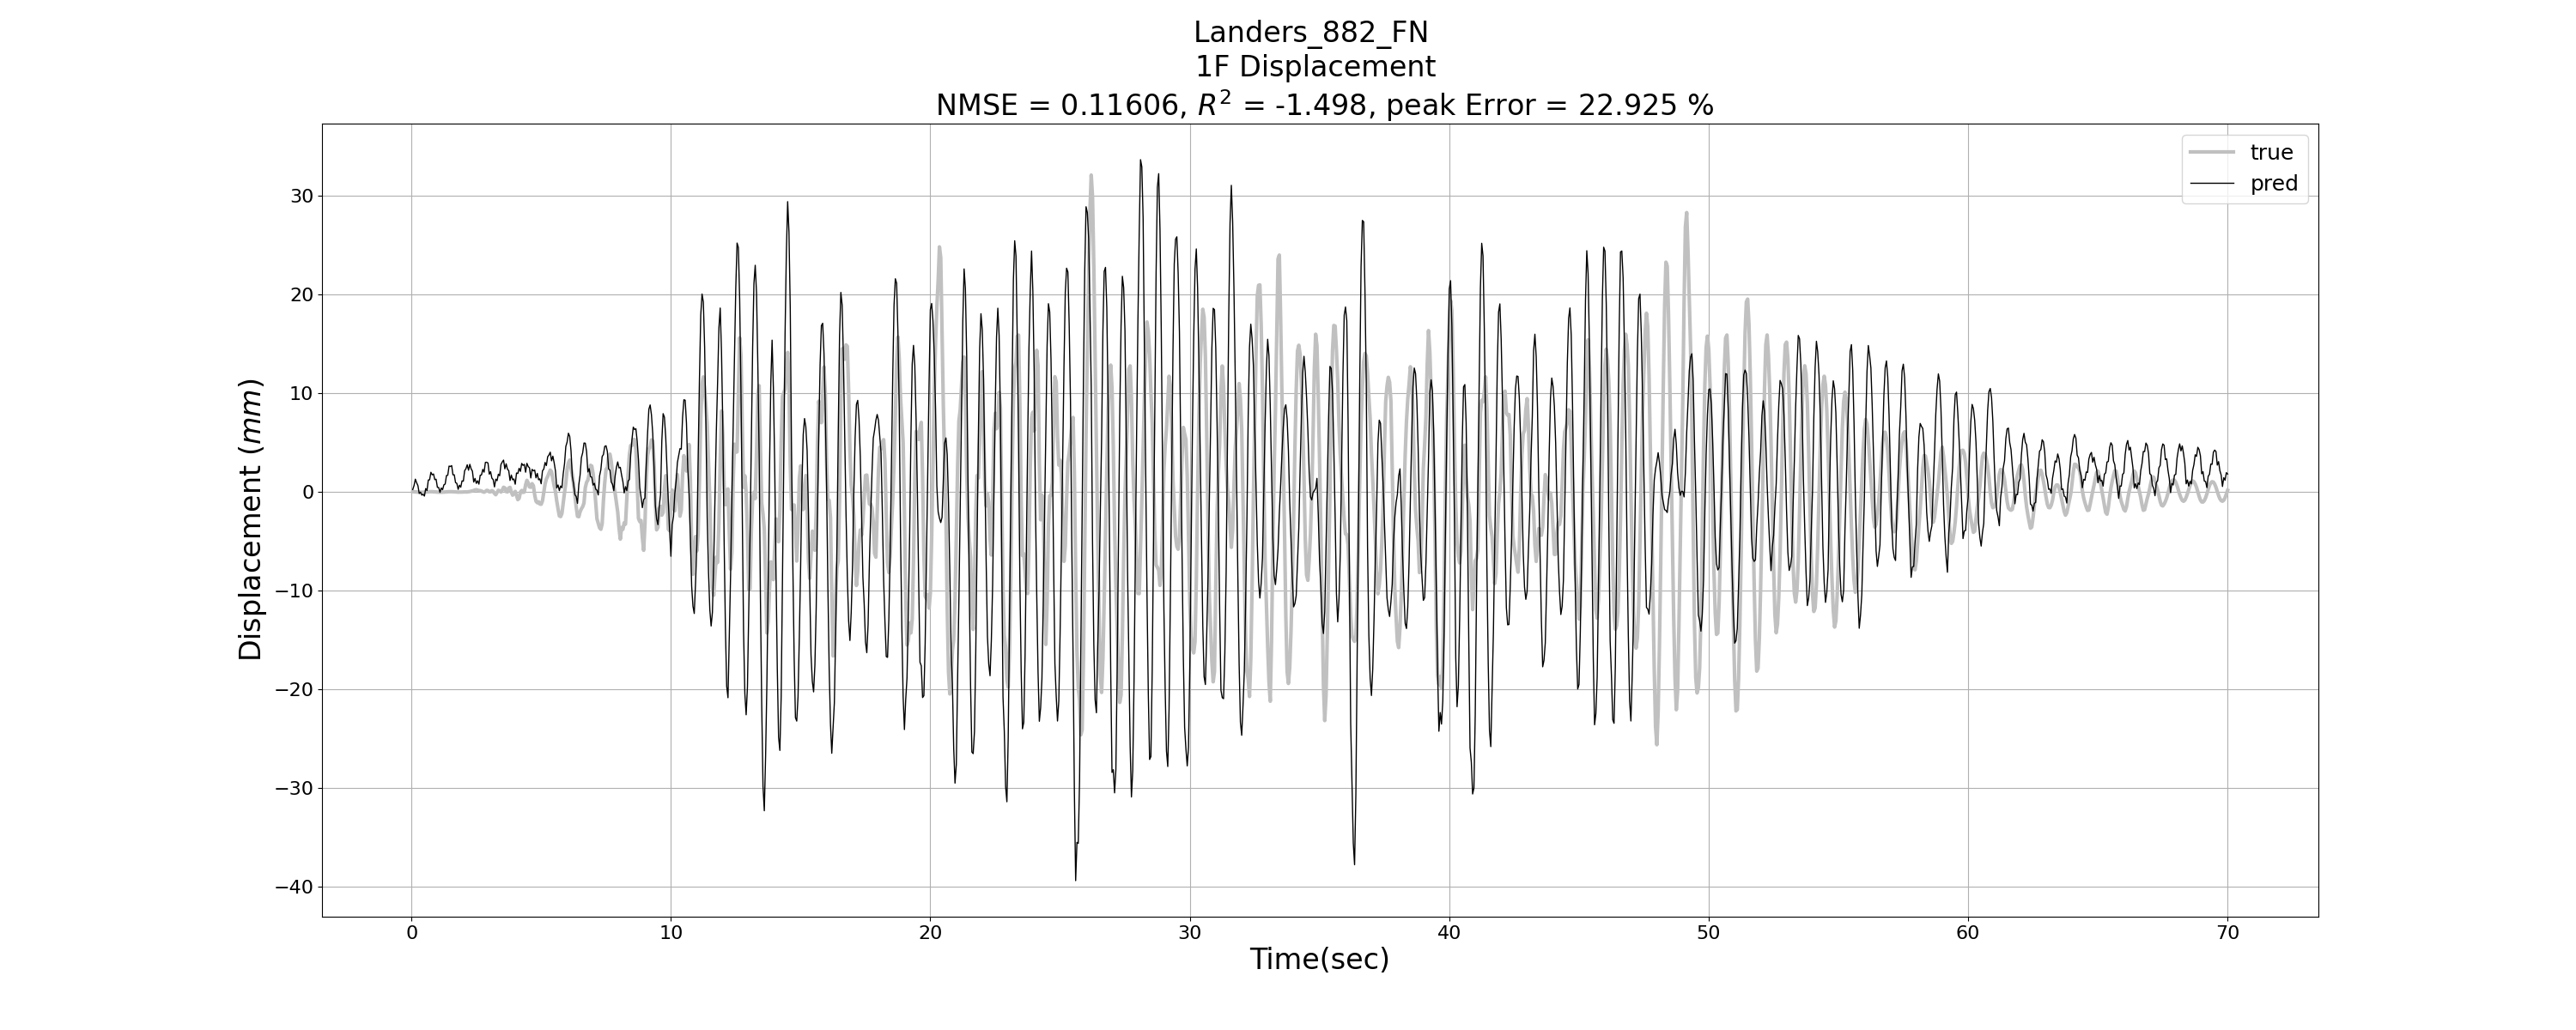 Landers_882_FN
1F Displacement
NMSE = 0.11606, R² = -1.498, peak Error = 22.925 %
true
pred
30
20
10
0
−10
−20
−30
−40
Displacement (mm)
0 10 20 30 40 50 60 70
Time(sec)